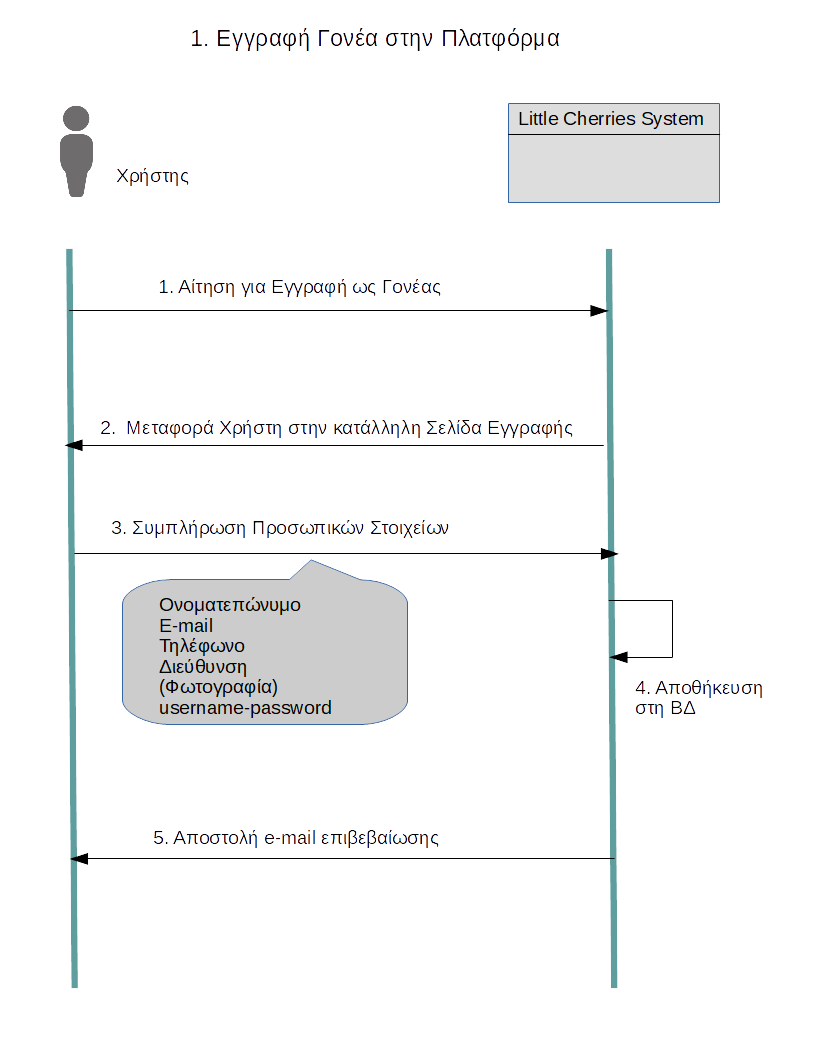 1. Εγγραφή Γονέα στην Πλατφόρμα
Little Cherries System
Χρήστης
1. Αίτηση για Εγγραφή ως Γονέας
2. Μεταφορά Χρήστη στην κατάλληλη Σελίδα Εγγραφής
3. Συμπλήρωση Προσωπικών Στοιχείων
Ονοματεπώνυμο
E-mail
Τηλέφωνο
Διεύθυνση
(Φωτογραφία)
username-password
4. Αποθήκευση
στη ΒΔ
5. Αποστολή e-mail επιβεβαίωσης